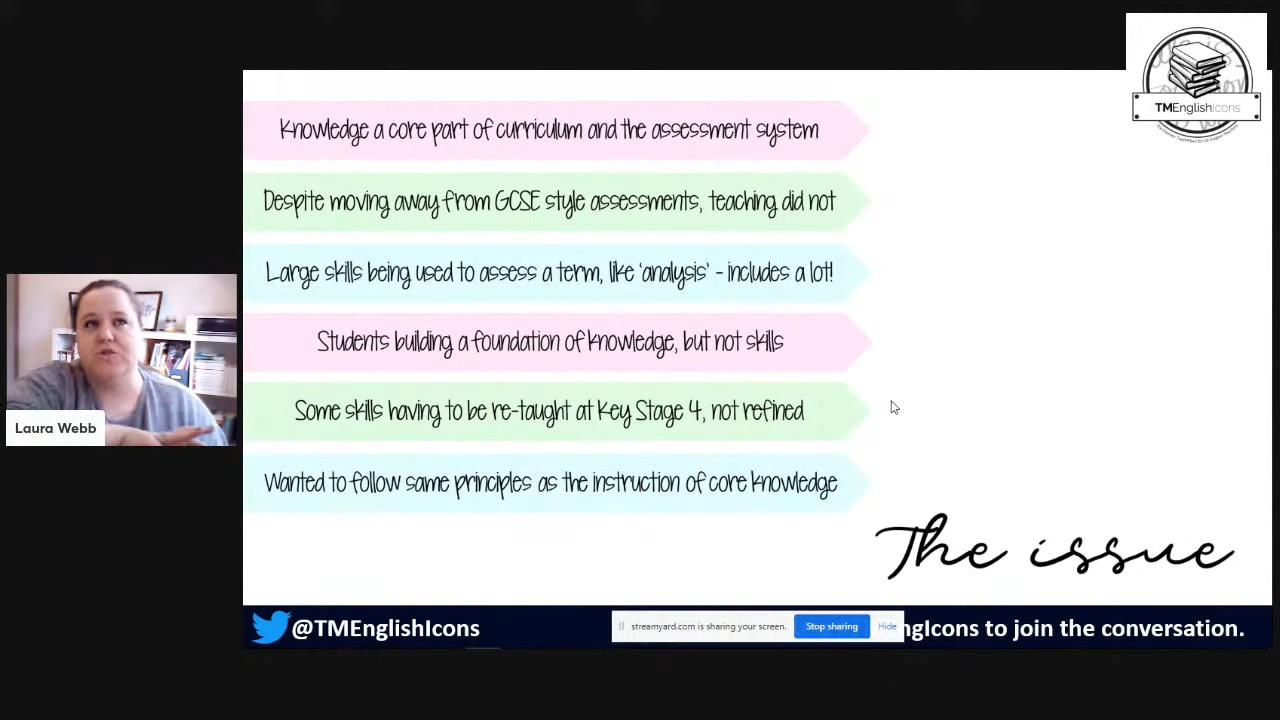 TMEnglishIcons
Knowledge a core part of curriculum and the assessment system
Despite moving away from GCSE style assessments, teaching did not
Large skills being used to assess a term, like 'analysis' - includes a lot!
Students building a foundation of knowledge, but not skills
Some skills having to be re-taught at Key Stage 4, not refined
Wanted to follow same principles as the instruction of core knowledge
Laura Webb
The issue
@TMEnglishIcons
streamyard.com is sharing your screen.
Stop sharing
Hide
ngIcons to join the conversation.